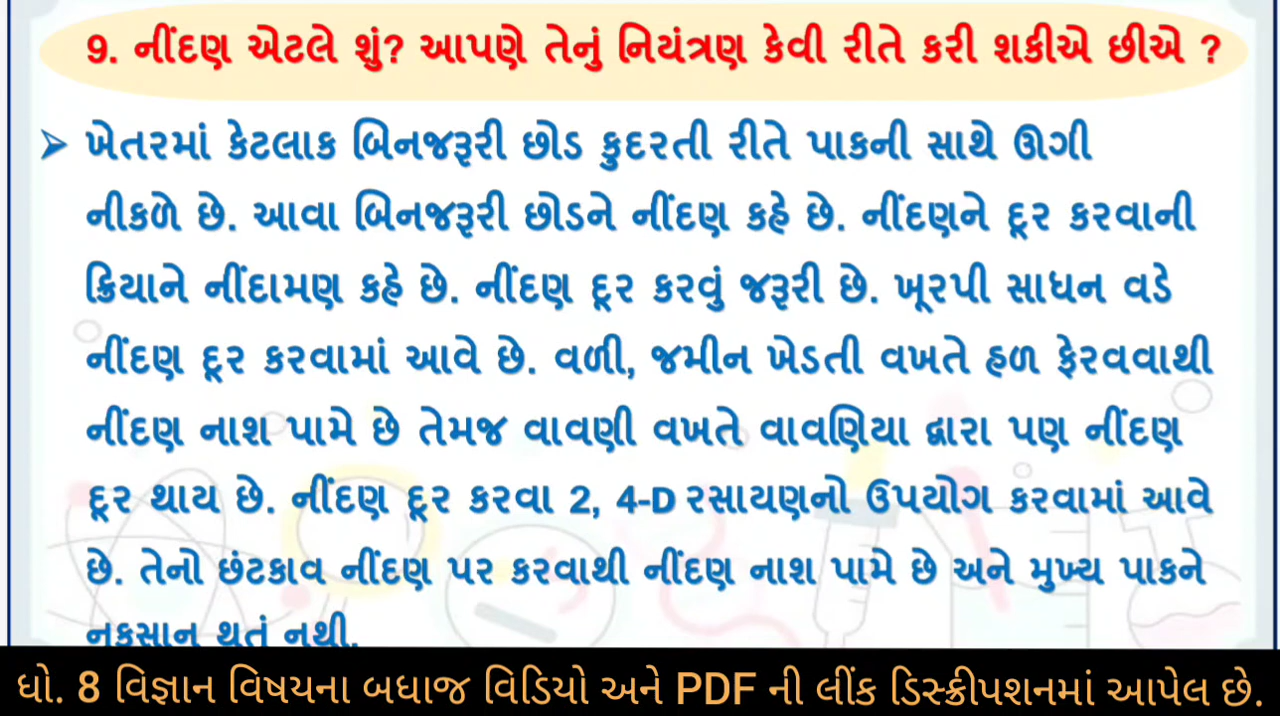 9. નીંદણ એટલે શું? આપણે તેનું નિયંત્રણ કેવી રીતે કરી શકીએ છીએ ?
➢ ખેતરમાં કેટલાક બિનજરૂરી છોડ કુદરતી રીતે પાકની સાથે ઊગી
નીકળે છે. આવા બિનજરૂરી છોડને નીંદણ કહે છે. નીંદણને દૂર કરવાની
ક્રિયાને નીંદામણ કહે છે. નીંદણ દૂર કરવું જરૂરી છે. ખૂરપી સાધન વડે
નીંદણ દૂર કરવામાં આવે છે. વળી, જમીન ખેડતી વખતે હળ ફેરવવાથી
નીંદણ નાશ પામે છે તેમજ વાવણી વખતે વાવણિયા દ્વારા પણ નીંદણ
દૂર થાય છે. નીંદણ દૂર કરવા 2, 4-D રસાયણનો ઉપયોગ કરવામાં આવે
છે. તેનો છંટકાવ નીંદણ પર કરવાથી નીંદણ નાશ પામે છે અને મુખ્ય પાકને
નુકસાન થતું નથી.
ધો. 8 વિજ્ઞાન વિષયના બધાજ વિડિયો અને PDF ની લીંક ડિસ્ક્રીપશનમાં આપેલ છે.